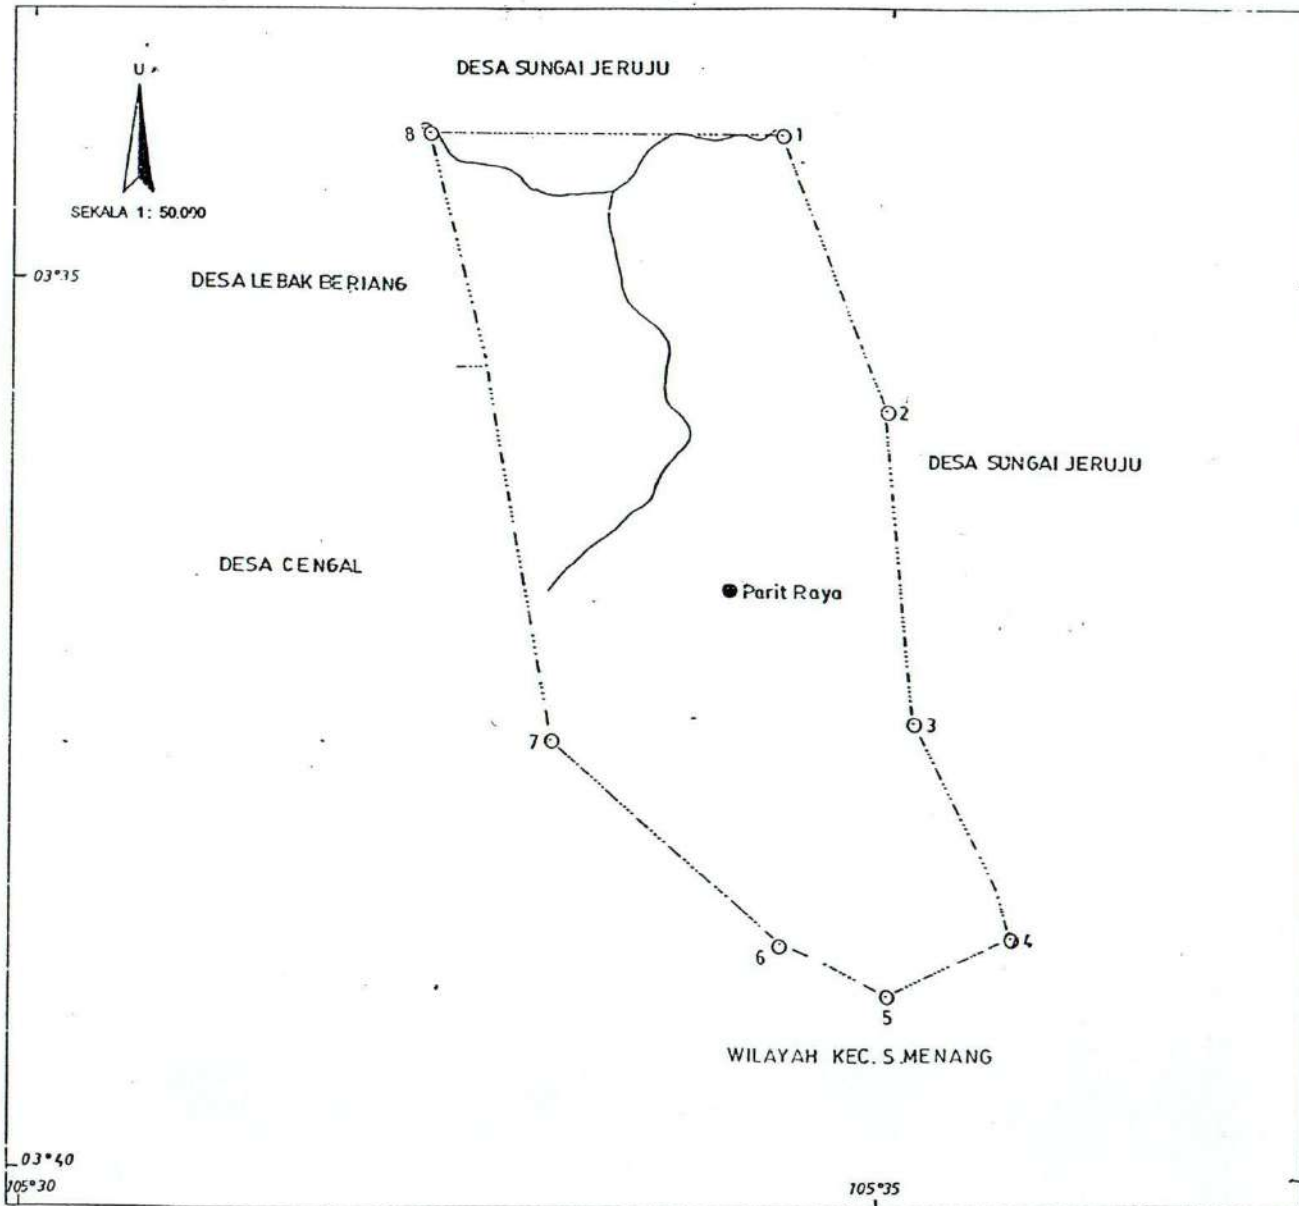 U
DESA SUNGAI JERUJU
8
1
SEKALA 1: 50.000
03°35
DESA LEBAK BERIANG
2
DESA SUNGAI JERUJU
DESA CENGAL
Parit Raya
3
7
4
6
5
WILAYAH KEC. S.MENANG
03°40
105°30
105°35